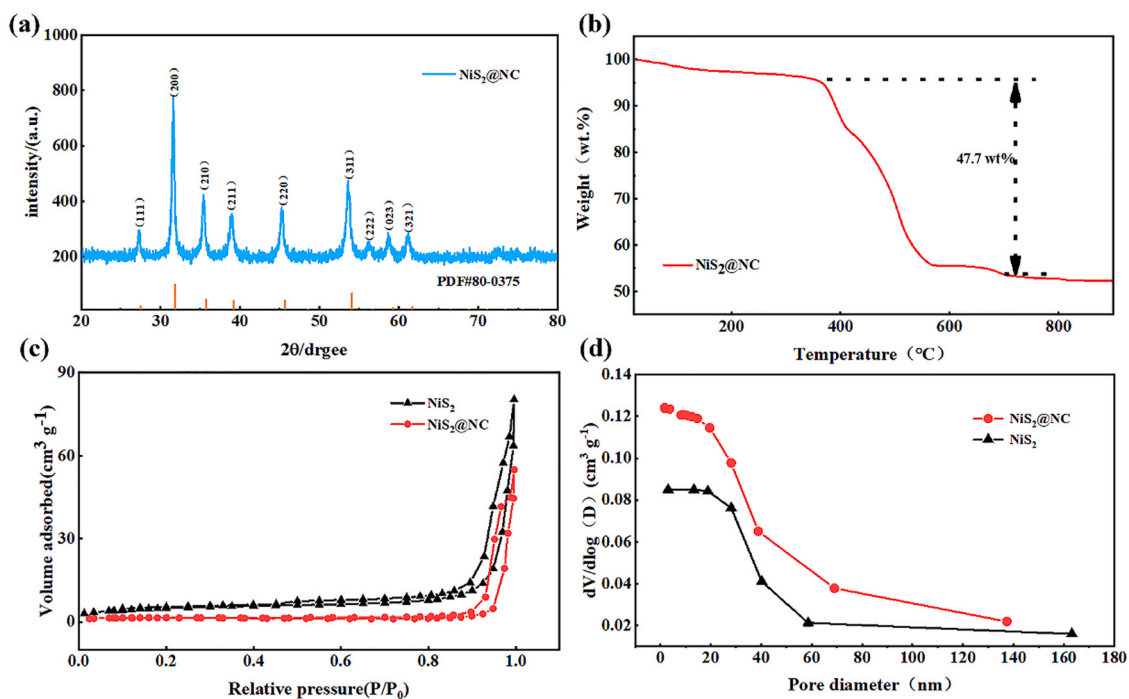 (a)
1000
800
600
400
200
intensity/(a.u.)
NiS2@NC
(111)
(200)
(210)
(211)
(220)
(311)
(222)
(023)
(321)
PDF#80-0375
20 30 40 50 60 70 80
2θ/drgee
(b)
100
90
80
70
60
50
Weight（wt.%）
47.7 wt%
NiS2@NC
200 400 600 800
Temperature（°C）
(c)
90
60
30
0
Volume adsorbed(cm3 g-1)
NiS2
NiS2@NC
0.0 0.2 0.4 0.6 0.8 1.0
Relative pressure(P/P0)
(d)
0.14
0.12
0.10
0.08
0.06
0.04
0.02
dV/dlog（D）(cm3 g-1)
NiS2@NC
NiS2
0 20 40 60 80 100 120 140 160 180
Pore diameter（nm）